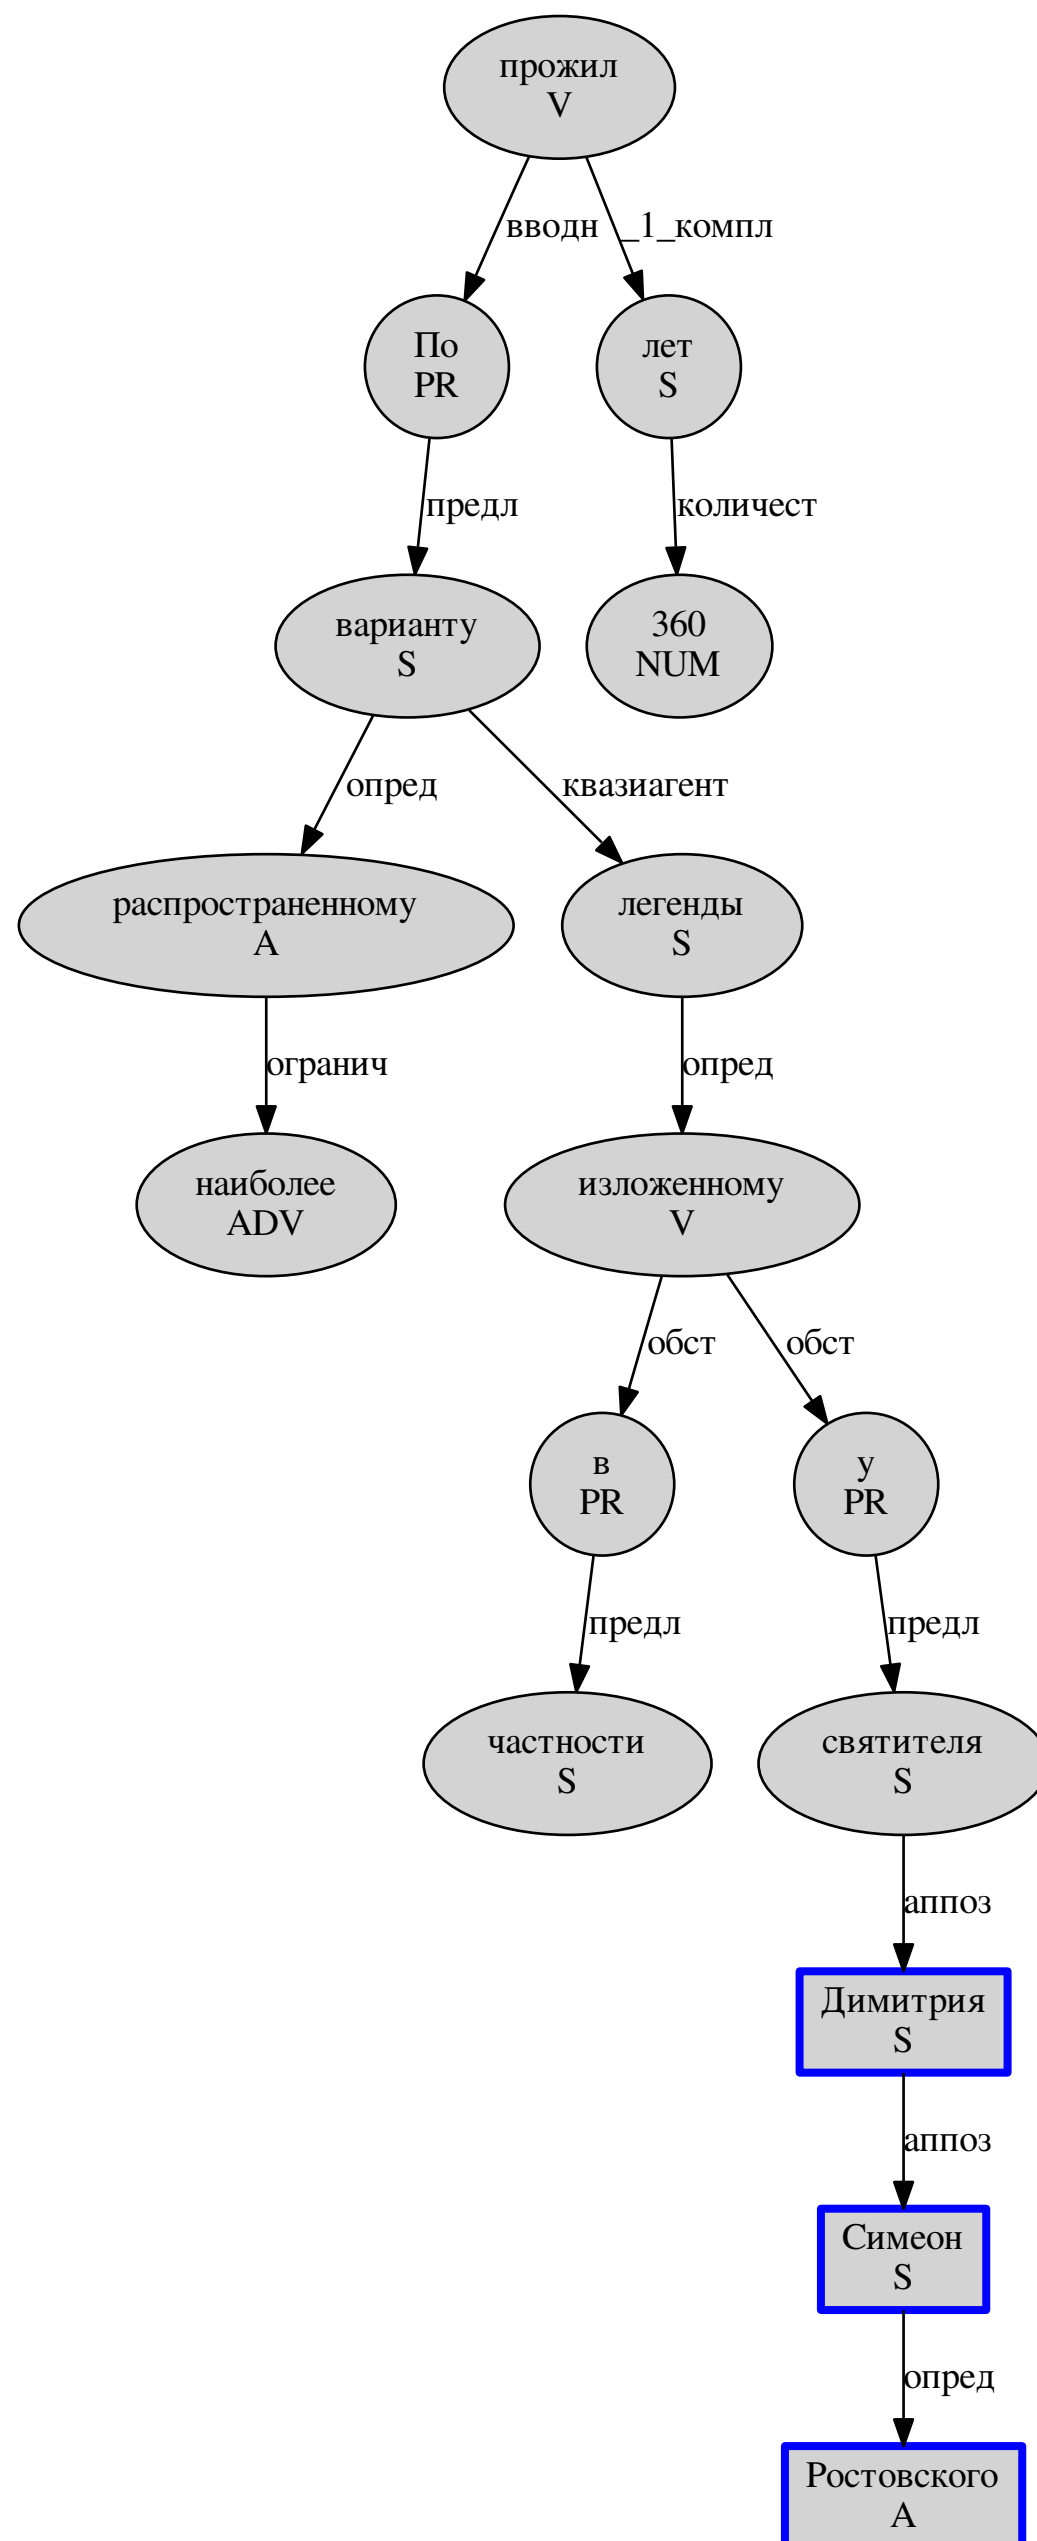 прожил
V
вводн _1_компл
По
PR
лет
S
предл количест
варианту
S
360
NUM
опред квазиагент
распространенному
A
легенды
S
огранич опред
наиболее
ADV
изложенному
V
обст обст
в
PR
у
PR
предл предл
частности
S
святителя
S
аппоз
Димитрия
S
аппоз
Симеон
S
опред
Ростовского
A